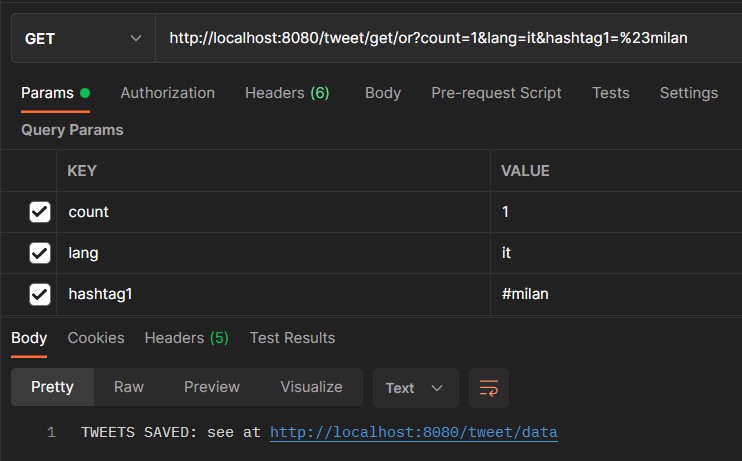 GET http://localhost:8080/tweet/get/or?count=1&lang=it&hashtag1=%23milan
Params Authorization Headers (6) Body Pre-request Script Tests Settings
Query Params
KEY VALUE
count 1
lang it
hashtag1 #milan
Body Cookies Headers (5) Test Results
Pretty Raw Preview Visualize Text
1 TWEETS SAVED: see at http://localhost:8080/tweet/data